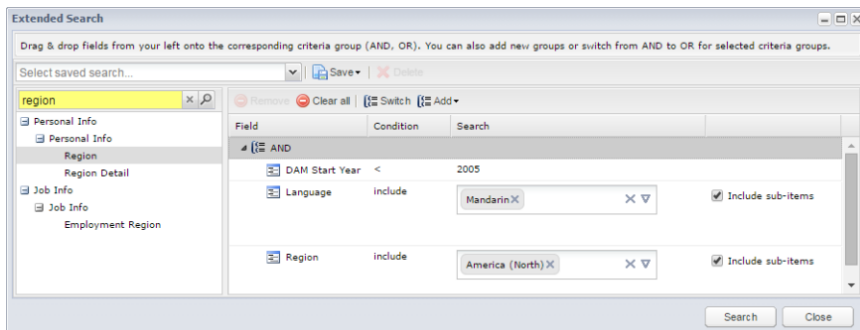 Extended Search
Drag & drop fields from your left onto the corresponding criteria group (AND, OR). You can also add new groups or switch from AND to OR for selected criteria groups.
Select saved search... Save Delete
region Remove Clear all Switch Add
Personal Info
Personal Info
Region
Region Detail
Job Info
Job Info
Employment Region
Field Condition Search
AND
DAM Start Year < 2005
Language include Mandarin Include sub-items
Region include America (North) Include sub-items
Search Close